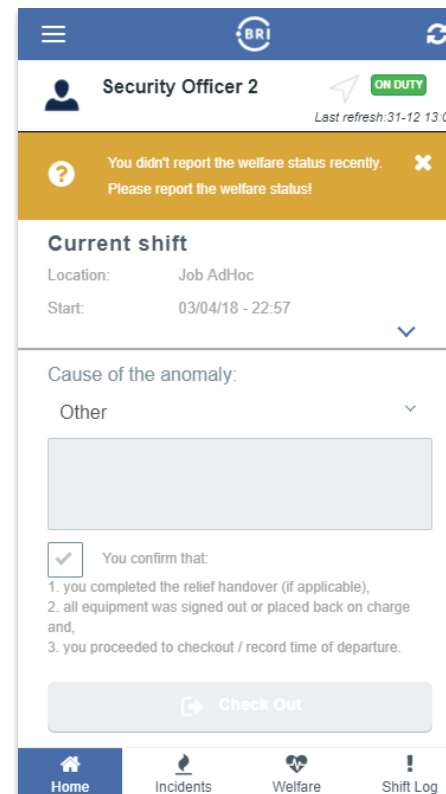 BRI
Security Officer 2
ON DUTY
Last refresh:31-12 13:0
You didn't report the welfare status recently.
Please report the welfare status!
Current shift
Location: Job AdHoc
Start: 03/04/18 - 22:57
Cause of the anomaly:
Other
You confirm that:
1. you completed the relief handover (if applicable),
2. all equipment was signed out or placed back on charge
and,
3. you proceeded to checkout / record time of departure.
Check Out
Home Incidents Welfare Shift Log